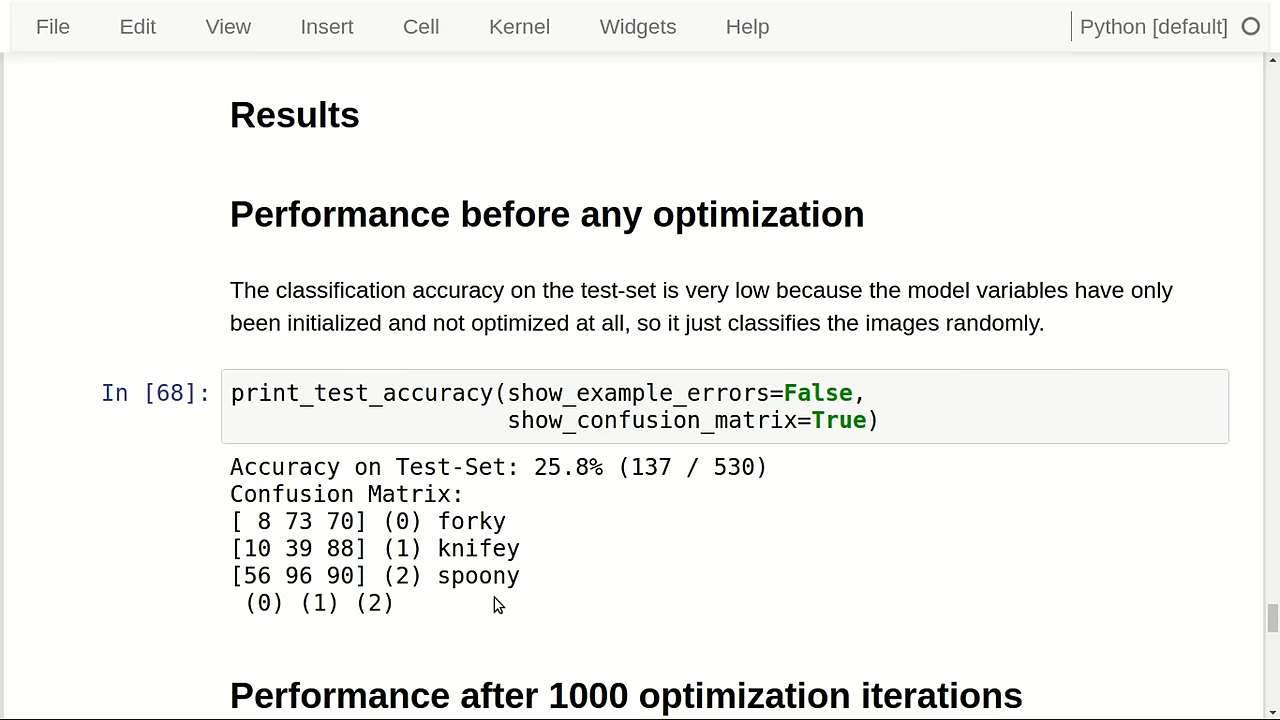 File Edit View Insert Cell Kernel Widgets Help Python [default]
Results
Performance before any optimization
The classification accuracy on the test-set is very low because the model variables have only
been initialized and not optimized at all, so it just classifies the images randomly.
In [68]: print_test_accuracy(show_example_errors=False,
show_confusion_matrix=True)
Accuracy on Test-Set: 25.8% (137 / 530)
Confusion Matrix:
[ 8 73 70] (0) forky
[10 39 88] (1) knifey
[56 96 90] (2) spoony
(0) (1) (2)
Performance after 1000 optimization iterations